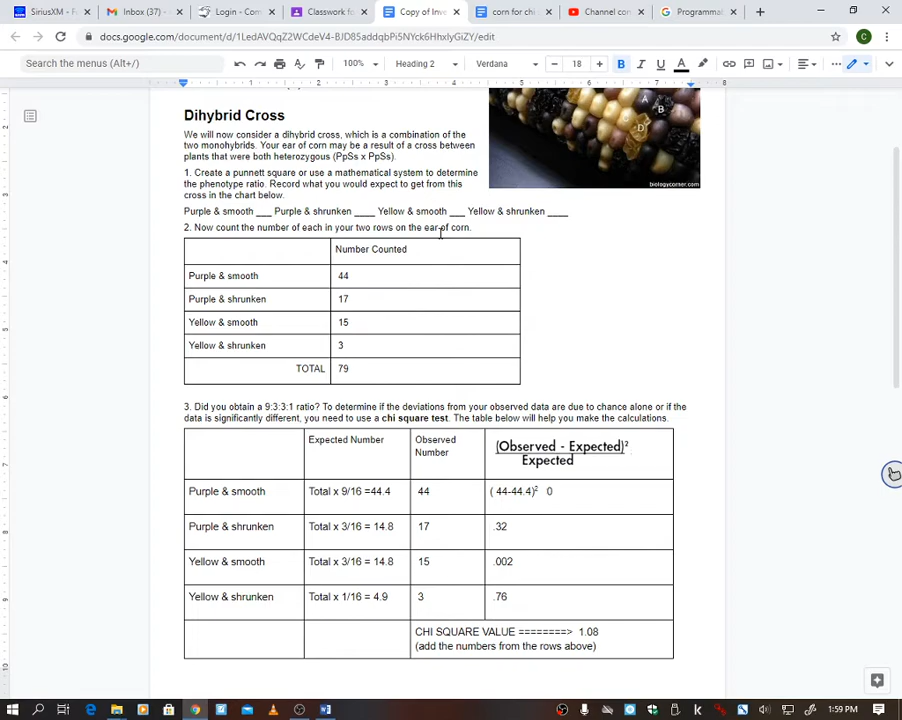 SiriusXM
Inbox (37) -
Login - Com
Classwork fo
Copy of Inve
corn for chi
Channel con
Programmat
docs.google.com/document/d/1LedAVQqZ2WCdeV4-BJD85addqbPi5NYck6HhxlyGiZY/edit
C
Search the menus (Alt+/)
100%
Heading 2
Verdana
18
B I U A
1 2 3 4 5 6 7 8
Dihybrid Cross
We will now consider a dihybrid cross, which is a combination of the
two monohybrids. Your ear of corn may be a result of a cross between
plants that were both heterozygous (PpSs x PpSs).
A
B
D
biologycorner.com
1. Create a punnett square or use a mathematical system to determine
the phenotype ratio. Record what you would expect to get from this
cross in the chart below.
Purple & smooth ___ Purple & shrunken ____ Yellow & smooth ___ Yellow & shrunken ____
2. Now count the number of each in your two rows on the ear of corn.
Number Counted
Purple & smooth 44
Purple & shrunken 17
Yellow & smooth 15
Yellow & shrunken 3
TOTAL 79
3. Did you obtain a 9:3:3:1 ratio? To determine if the deviations from your observed data are due to chance alone or if the
data is significantly different, you need to use a chi square test. The table below will help you make the calculations.
Expected Number
Observed
Number
(Observed - Expected)²
Expected
Purple & smooth Total x 9/16 =44.4 44 ( 44-44.4)² 0
Purple & shrunken Total x 3/16 = 14.8 17 .32
Yellow & smooth Total x 3/16 = 14.8 15 .002
Yellow & shrunken Total x 1/16 = 4.9 3 .76
CHI SQUARE VALUE ========> 1.08
(add the numbers from the rows above)
1:59 PM